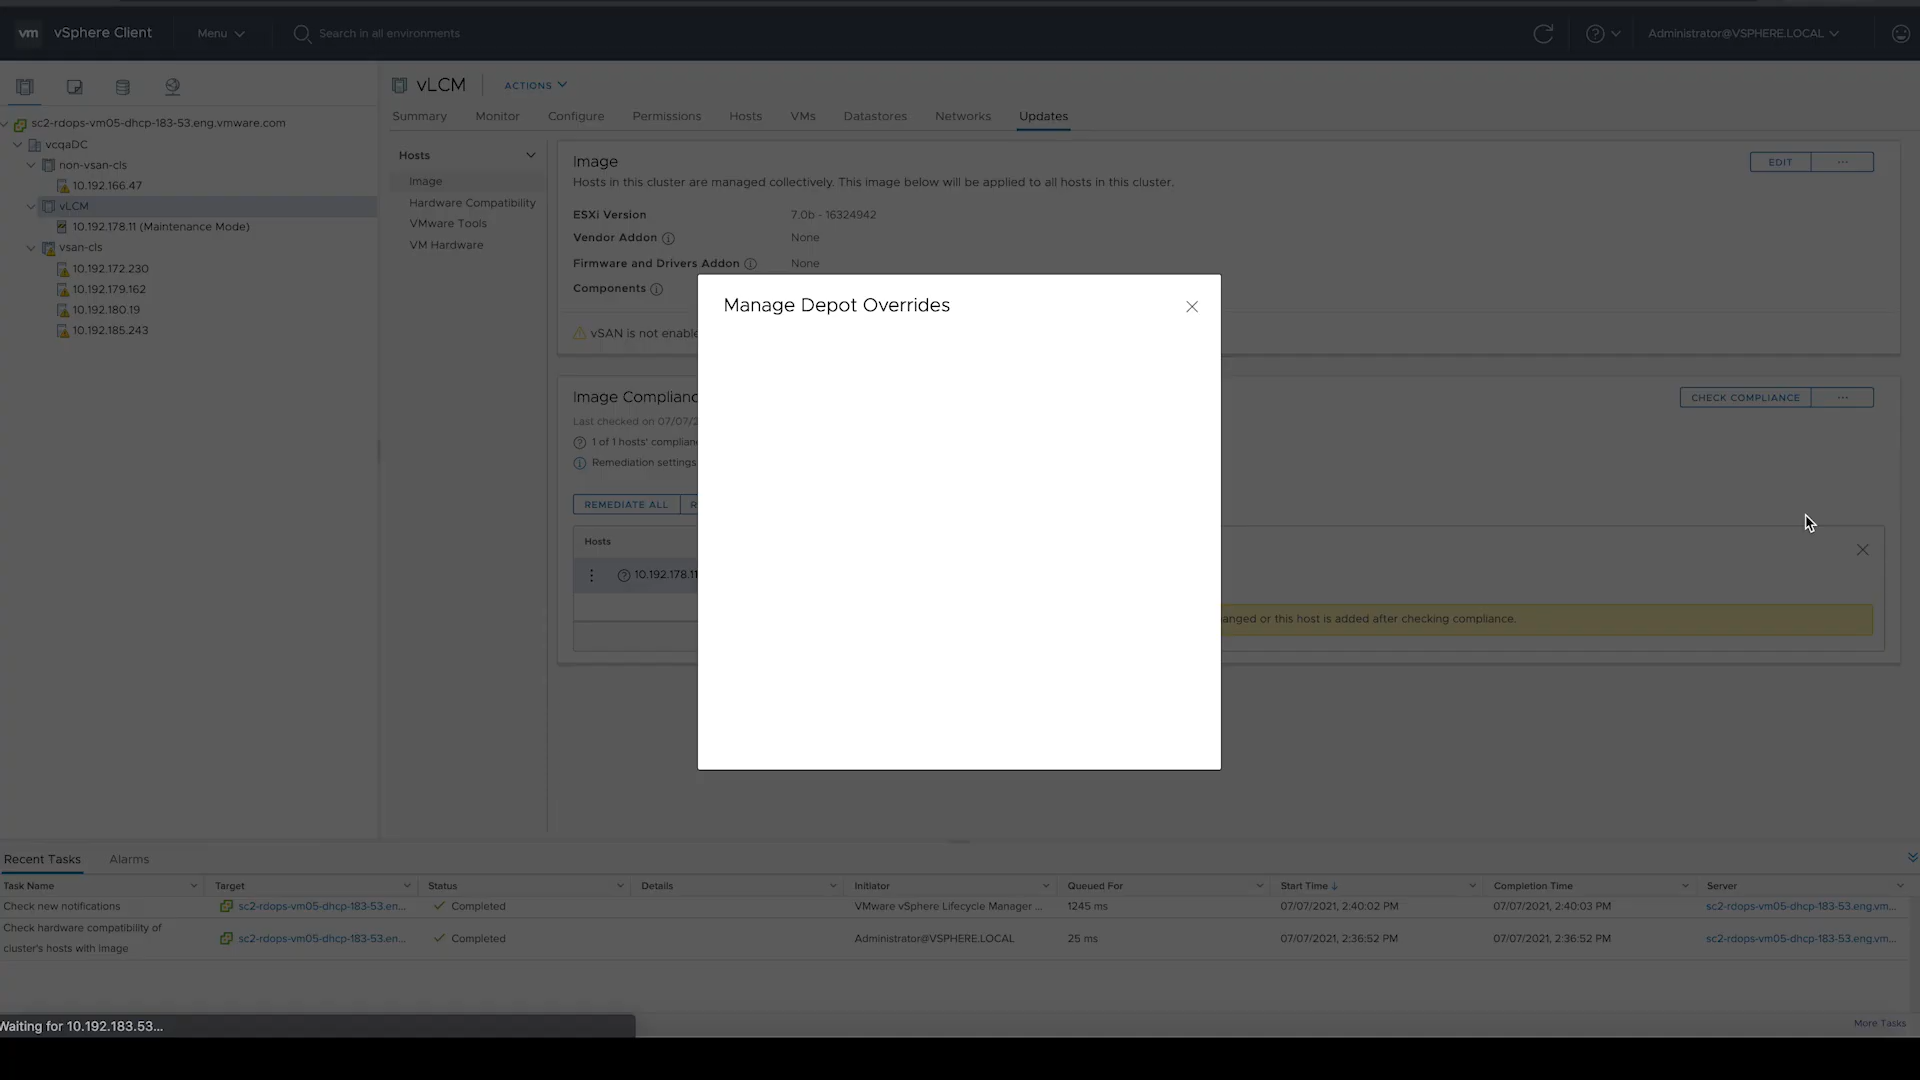 vm vSphere Client Menu Search in all environments Administrator@VSPHERE.LOCAL
vLCM ACTIONS
Summary Monitor Configure Permissions Hosts VMs Datastores Networks Updates
sc2-rdops-vm05-dhcp-183-53.eng.vmware.com
vcqaDC
non-vsan-cls
10.192.166.47
vLCM
10.192.178.11 (Maintenance Mode)
vsan-cls
10.192.172.230
10.192.179.162
10.192.180.19
10.192.185.243
Hosts
Image
Hardware Compatibility
VMware Tools
VM Hardware
Image EDIT ...
Hosts in this cluster are managed collectively. This image below will be applied to all hosts in this cluster.
ESXi Version 7.0b - 16324942
Vendor Addon None
Firmware and Drivers Addon None
Components
vSAN is not enable
Manage Depot Overrides
Image Complianc CHECK COMPLIANCE ...
Last checked on 07/07/2
1 of 1 hosts' complianc
Remediation settings
REMEDIATE ALL R
Hosts
10.192.178.11
anged or this host is added after checking compliance.
Recent Tasks Alarms
Task Name Target Status Details Initiator Queued For Start Time ↓ Completion Time Server
Check new notifications sc2-rdops-vm05-dhcp-183-53.en... Completed VMware vSphere Lifecycle Manager ... 1245 ms 07/07/2021, 2:40:02 PM 07/07/2021, 2:40:03 PM sc2-rdops-vm05-dhcp-183-53.eng.vm...
Check hardware compatibility of
cluster's hosts with image sc2-rdops-vm05-dhcp-183-53.en... Completed Administrator@VSPHERE.LOCAL 25 ms 07/07/2021, 2:36:52 PM 07/07/2021, 2:36:52 PM sc2-rdops-vm05-dhcp-183-53.eng.vm...
More Tasks
Waiting for 10.192.183.53...